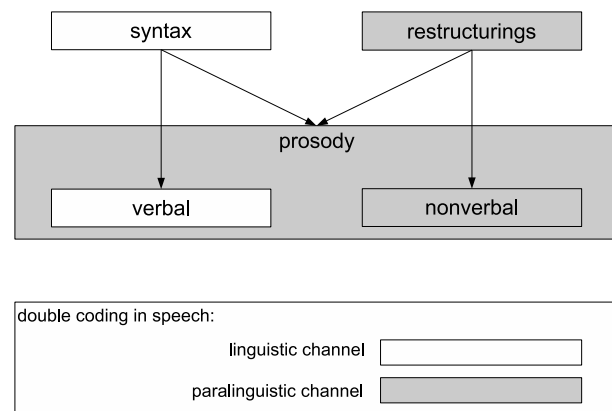 syntax
restructurings
prosody
verbal
nonverbal
double coding in speech:
linguistic channel
paralinguistic channel